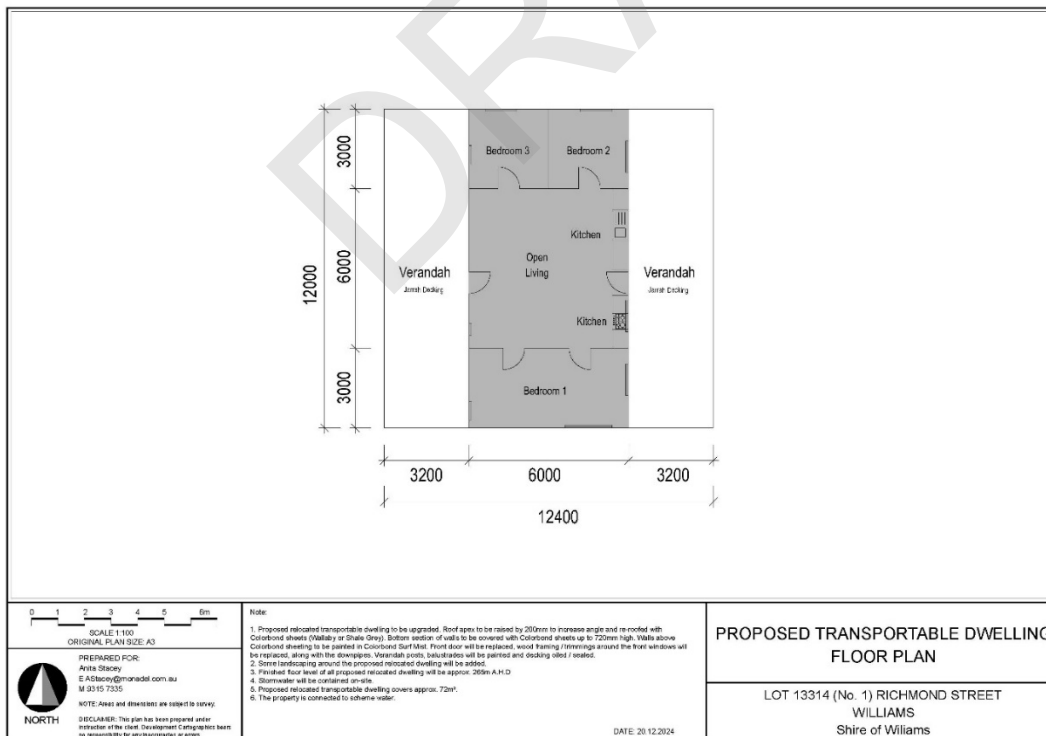 DRA
3000
6000
3000
12000
Bedroom 3
Bedroom 2
Kitchen
Open
Living
Verandah
Jarrah Decking
Verandah
Jarrah Decking
Kitchen
Bedroom 1
3200
6000
3200
12400
0 1 2 3 4 5 6m
SCALE 1:100
ORIGINAL PLAN SIZE: A3
NORTH
PREPARED FOR:
Anita Stacey
E AStacey@monadel.com.au
M 9315 7335
NOTE: Areas and dimensions are subject to survey.
DISCLAIMER: This plan has been prepared under
instruction of the client. Development Cartographics bears
no responsibility for any inaccuracies or errors
Note:
1. Proposed relocated transportable dwelling to be upgraded. Roof apex to be raised by 200mm to increase angle and re-roofed with
Colorbond sheets (Wallaby or Shale Grey). Bottom section of walls to be covered with Colorbond sheets up to 720mm high. Walls above
Colorbond sheeting to be painted in Colorbond Surf Mist. Front door will be replaced, wood framing / trimmings around the front windows will
be replaced, along with the downpipes. Verandah posts, balustrades will be painted and decking oiled / sealed.
2. Some landscaping around the proposed relocated dwelling will be added.
3. Finished floor level of all proposed relocated dwelling will be approx. 265m A.H.D
4. Stormwater will be contained on-site.
5. Proposed relocated transportable dwelling covers approx. 72m².
6. The property is connected to scheme water.
DATE: 20.12.2024
PROPOSED TRANSPORTABLE DWELLING
FLOOR PLAN
LOT 13314 (No. 1) RICHMOND STREET
WILLIAMS
Shire of Wiliams